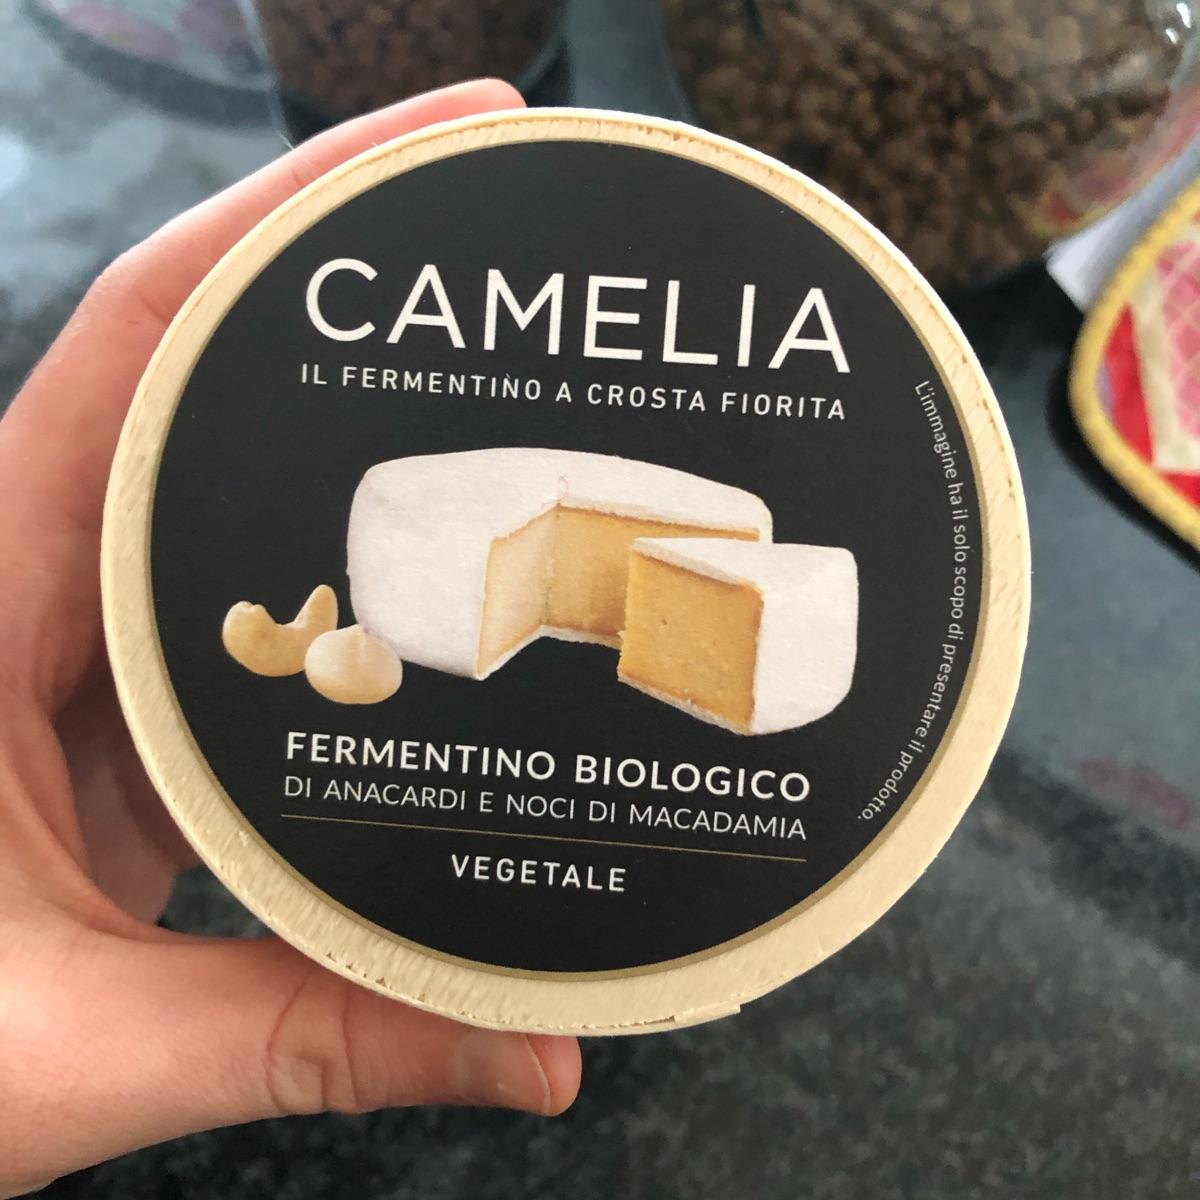 CAMELIA
IL FERMENTINO A CROSTA FIORITA
L'immagine ha il solo scopo di presentare il prodotto.
FERMENTINO BIOLOGICO
DI ANACARDI E NOCI DI MACADAMIA
VEGETALE